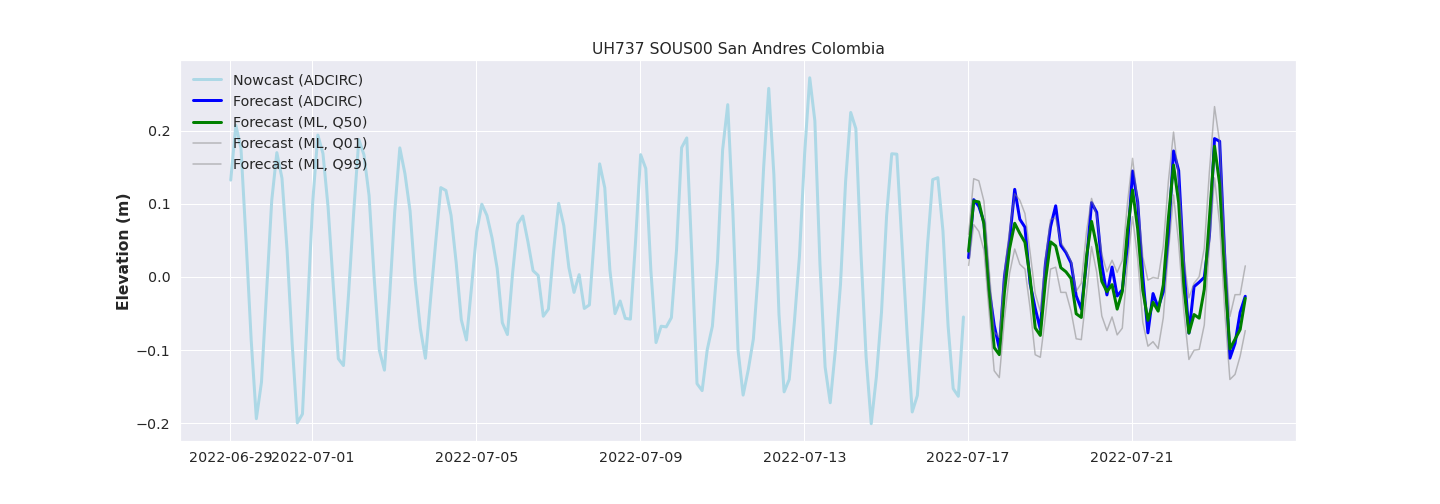 UH737 SOUS00 San Andres Colombia
Nowcast (ADCIRC)
Forecast (ADCIRC)
Forecast (ML, Q50)
Forecast (ML, Q01)
Forecast (ML, Q99)
Elevation (m)
0.2
0.1
0.0
−0.1
−0.2
2022-06-29 2022-07-01 2022-07-05 2022-07-09 2022-07-13 2022-07-17 2022-07-21